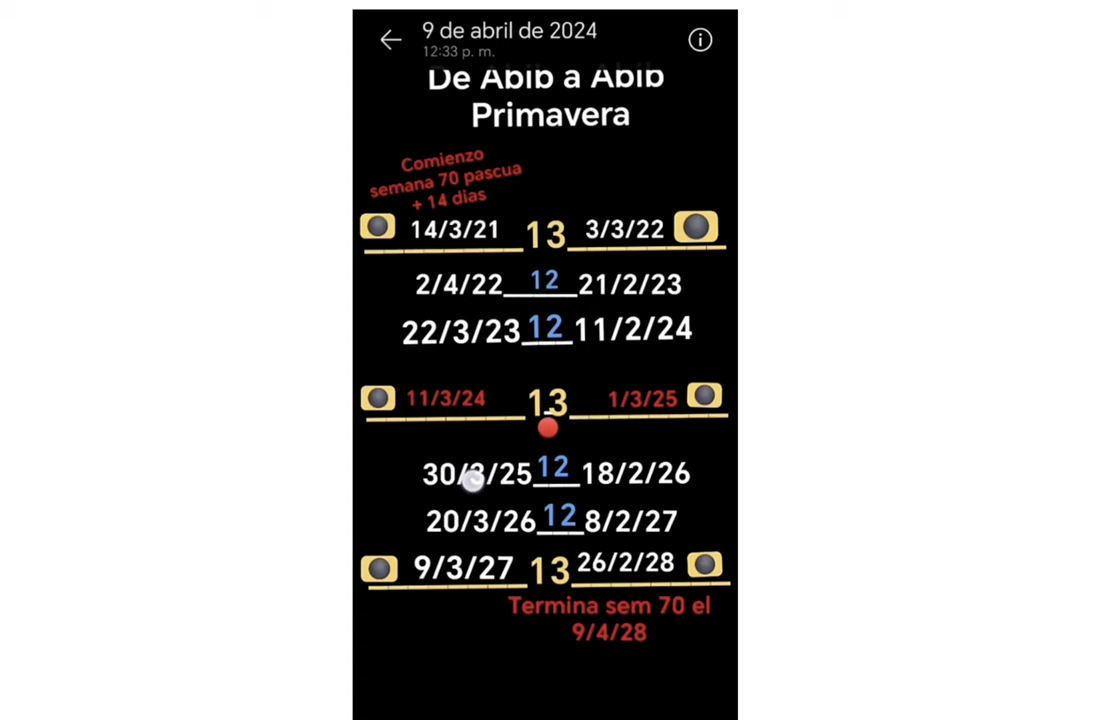 9 de abril de 2024
12:33 p. m.
De Abib a Abib
Primavera
Comienzo
semana 70 pascua
+ 14 dias
14/3/21 13 3/3/22
2/4/22 12 21/2/23
22/3/23 12 11/2/24
11/3/24 13 1/3/25
30/3/25 12 18/2/26
20/3/26 12 8/2/27
9/3/27 13 26/2/28
Termina sem 70 el
9/4/28